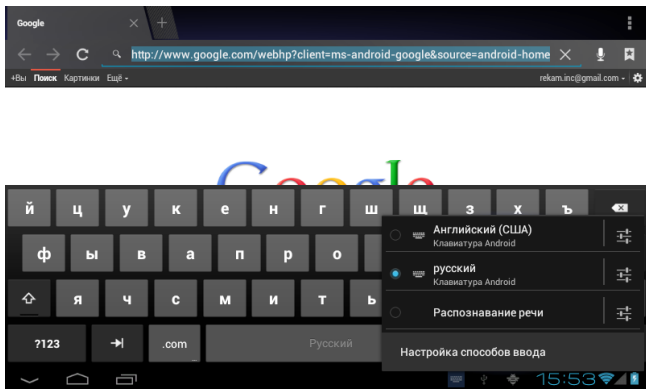 Google
http://www.google.com/webhp?client=ms-android-google&source=android-home
+Вы Поиск Картинки Ещё
rekam.inc@gmail.com
Google
й ц у к е н г ш щ з х ъ
ф ы в а п р о
Английский (США)
Клавиатура Android
русский
Клавиатура Android
я ч с м и т ь
Распознавание речи
?123 .com Русский
Настройка способов ввода
15:53